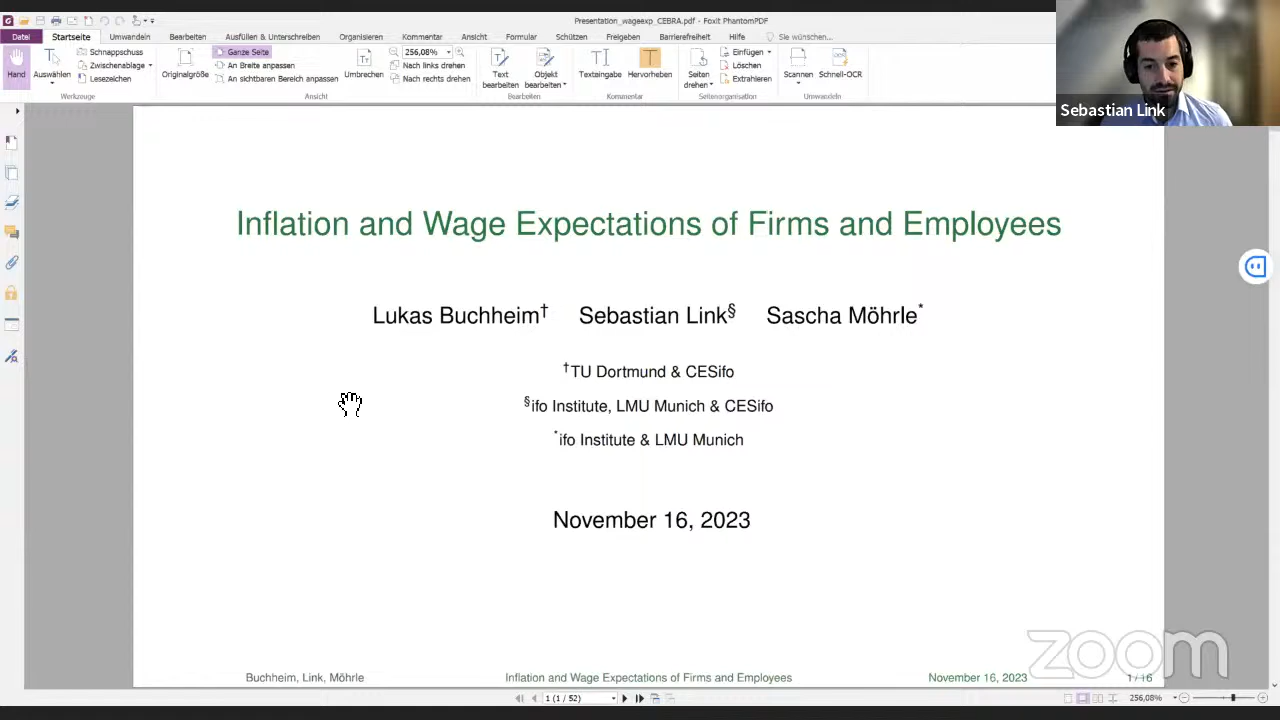 Presentation_wageexp_CEBRA.pdf - Foxit PhantomPDF
Datei Startseite Umwandeln Bearbeiten Ausfüllen & Unterschreiben Organisieren Kommentar Ansicht Formular Schützen Freigeben Barrierefreiheit Hilfe Sie wünschen...
Hand
Auswählen
Schnappschuss
Zwischenablage
Lesezeichen
Werkzeuge
Originalgröße
Ganze Seite
An Breite anpassen
An sichtbaren Bereich anpassen
Umbrechen
256,08%
Nach links drehen
Nach rechts drehen
Ansicht
Text bearbeiten
Objekt bearbeiten
Bearbeiten
Texteingabe
Hervorheben
Kommentar
Seiten drehen
Einfügen
Löschen
Extrahieren
Seitenorganisation
Scannen
Schnell-OCR
Umwandeln
Sebastian Link
Inflation and Wage Expectations of Firms and Employees
Lukas Buchheim† Sebastian Link§ Sascha Möhrle*
†TU Dortmund & CESifo
§ifo Institute, LMU Munich & CESifo
*ifo Institute & LMU Munich
November 16, 2023
zoom
Buchheim, Link, Möhrle Inflation and Wage Expectations of Firms and Employees November 16, 2023 1 / 16
1 (1 / 52) 256,08%